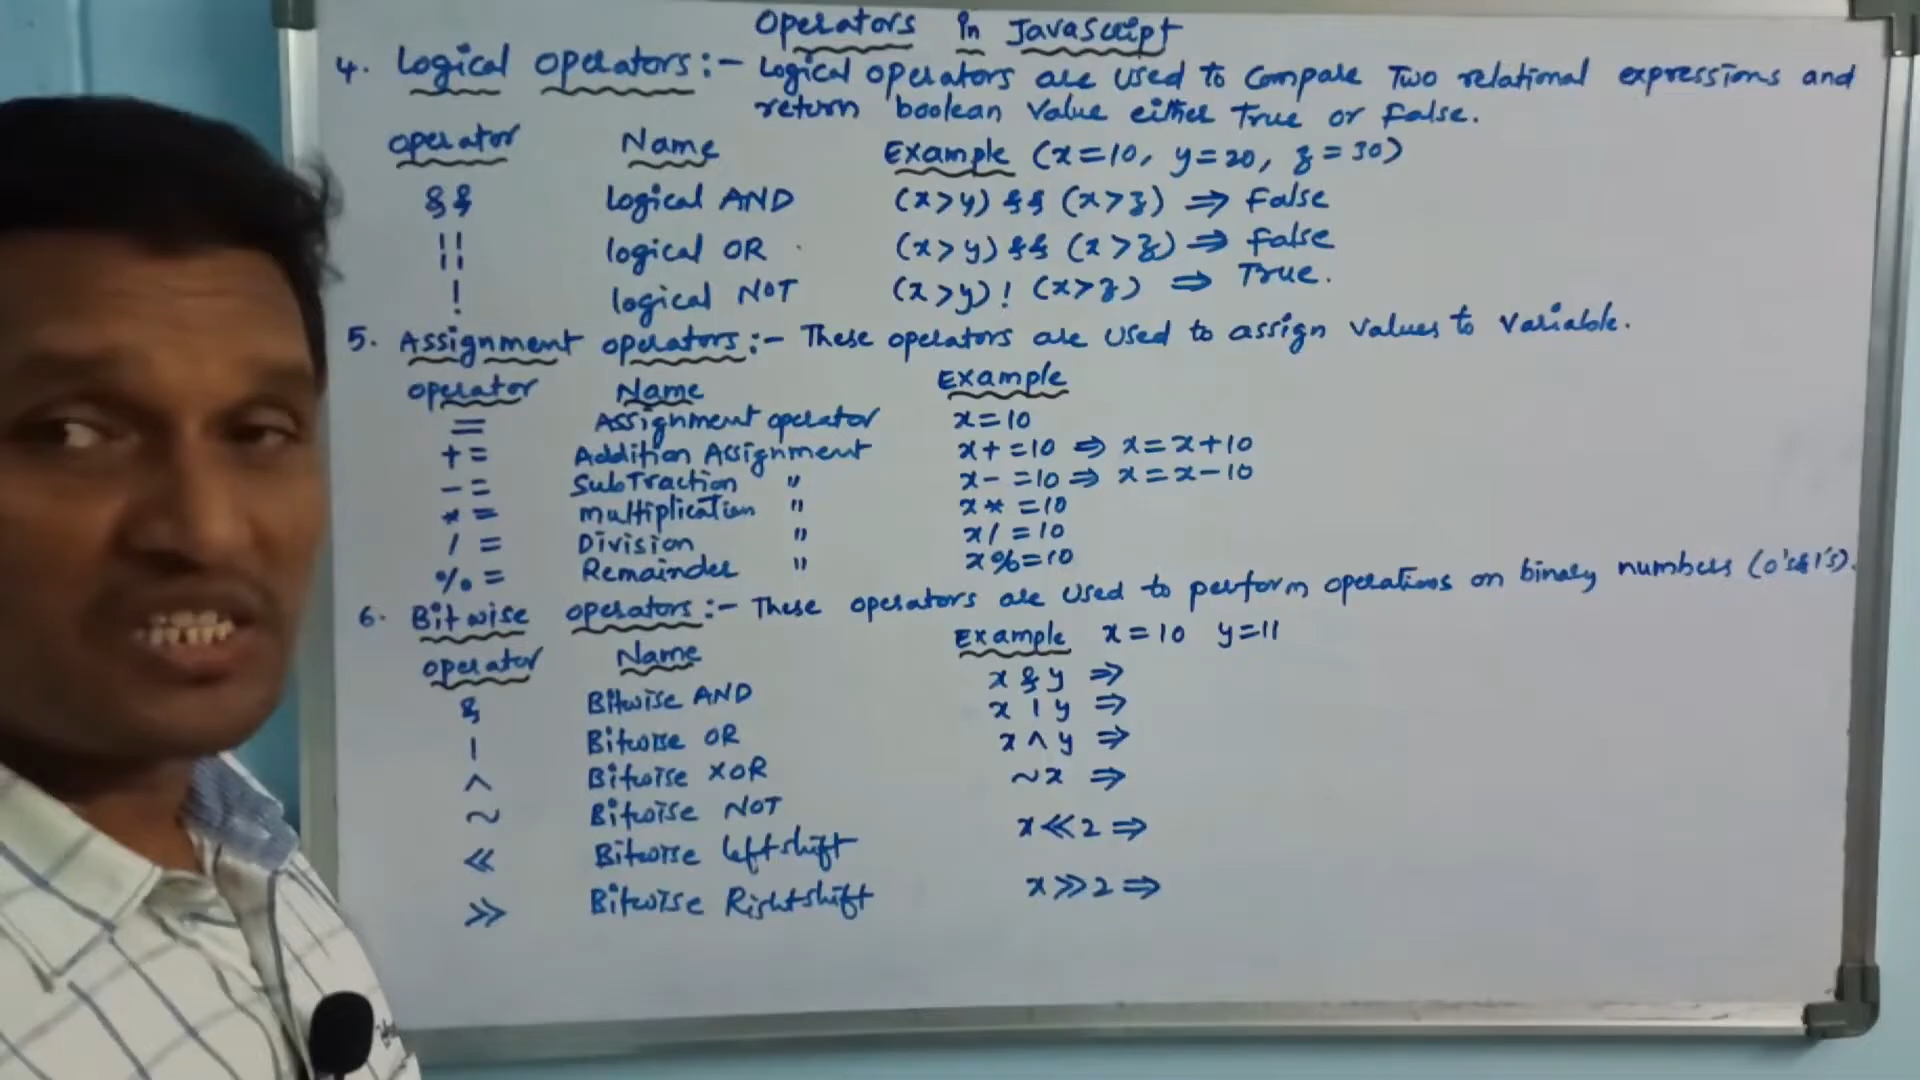 Operators in JavaScript
4. Logical operators:- Logical operators are used to compare Two relational expressions and
return boolean value either True or False.
operator Name Example (x=10, y=20, z=30)
&& logical AND (x>y) && (x>z) ⇒ False
|| logical OR (x>y) && (x>z) ⇒ False
! logical NOT (x>y) ! (x>z) ⇒ True.
5. Assignment operators:- These operators are used to assign values to variable.
operator Name Example
= Assignment operator x=10
+= Addition Assignment x+=10 ⇒ x=x+10
-= SubTraction " x-=10 ⇒ x=x-10
*= multiplication " x*=10
/= Division " x/=10
%= Remainder " x%=10
6. Bitwise operators:- These operators are used to perform operations on binary numbers (0's&1's).
operator Name Example x=10 y=11
& Bitwise AND x & y ⇒
| Bitwise OR x | y ⇒
^ Bitwise XOR x ^ y ⇒
~ Bitwise NOT ~x ⇒
<< Bitwise Left shift x<<2 ⇒
>> Bitwise Right shift x>>2 ⇒